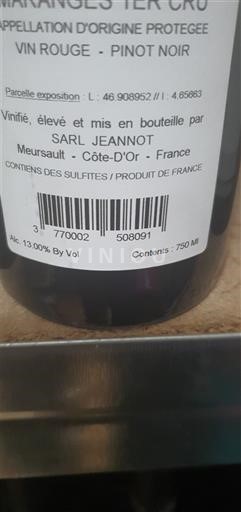 MARANGES 1ER CRU
APPELLATION D'ORIGINE PROTEGEE
VIN ROUGE - PINOT NOIR
Parcelle exposition : L : 46.908952 // l : 4.65663
Vinifié, élevé et mis en bouteille par
SARL JEANNOT
Meursault - Côte-D'Or - France
CONTIENS DES SULFITES / PRODUIT DE FRANCE
3 770002 508091
Alc. 13,00% By Vol
Contents : 750 Ml
VINIOU